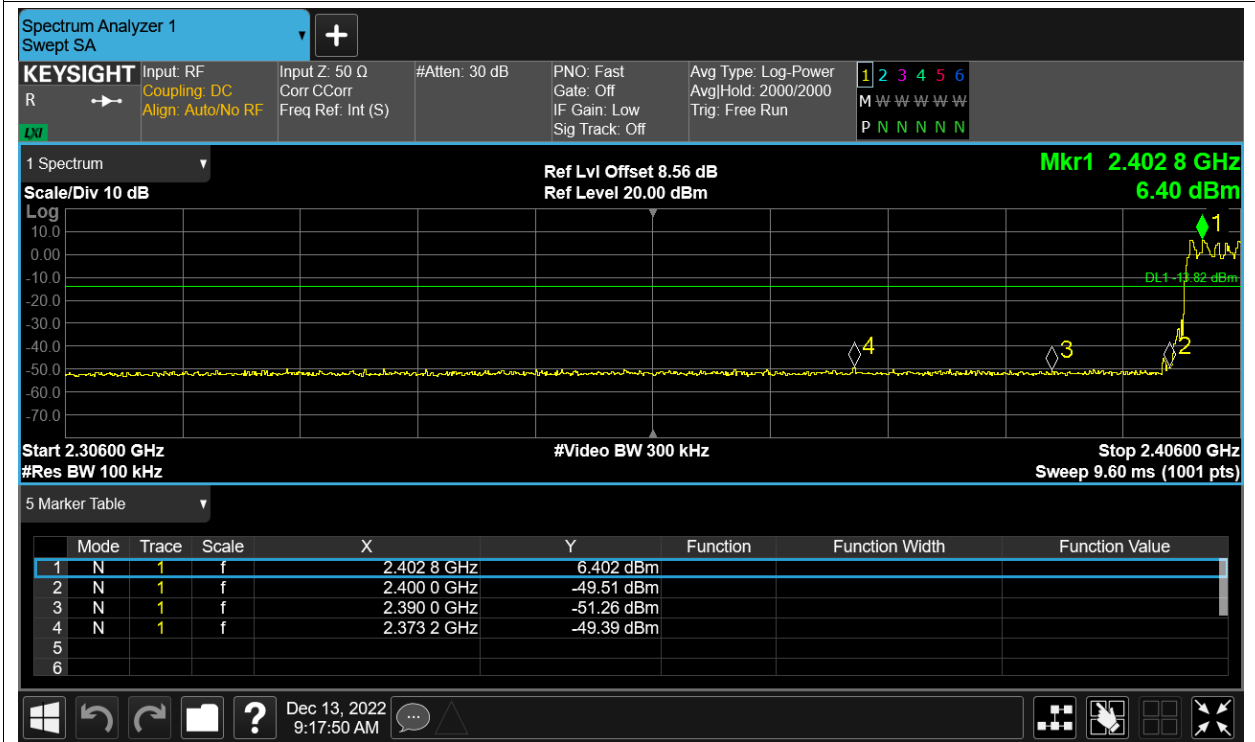 Spectrum Analyzer 1
Swept SA
+
KEYSIGHT Input: RF Input Z: 50 Ω #Atten: 30 dB PNO: Fast Avg Type: Log-Power 1 2 3 4 5 6
R Coupling: DC Corr CCorr Gate: Off Avg|Hold: 2000/2000 M W W W W W
Align: Auto/No RF Freq Ref: Int (S) IF Gain: Low Trig: Free Run
LXI Sig Track: Off P N N N N N
1 Spectrum Ref Lvl Offset 8.56 dB Mkr1 2.402 8 GHz
Scale/Div 10 dB Ref Level 20.00 dBm 6.40 dBm
Log
1
10.0
0.00
-10.0
DL1 -13.82 dBm
-20.0
-30.0
-40.0
4 3 2
-50.0
-60.0
-70.0
Start 2.30600 GHz #Video BW 300 kHz Stop 2.40600 GHz
#Res BW 100 kHz Sweep 9.60 ms (1001 pts)
5 Marker Table
Mode Trace Scale X Y Function Function Width Function Value
1 N 1 f 2.402 8 GHz 6.402 dBm
2 N 1 f 2.400 0 GHz -49.51 dBm
3 N 1 f 2.390 0 GHz -51.26 dBm
4 N 1 f 2.373 2 GHz -49.39 dBm
5
6
? Dec 13, 2022
9:17:50 AM